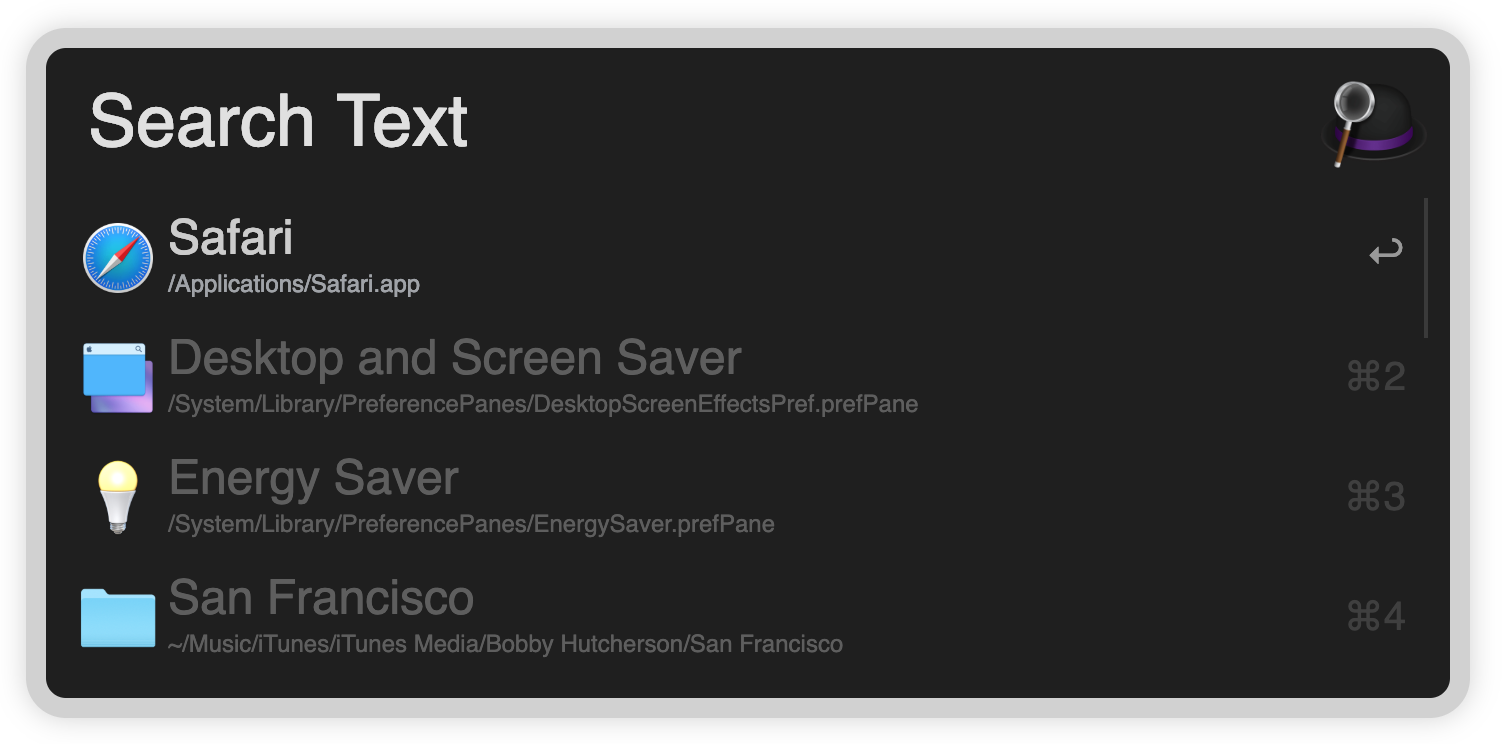 Search Text
Safari
/Applications/Safari.app
Desktop and Screen Saver
/System/Library/PreferencePanes/DesktopScreenEffectsPref.prefPane
⌘2
Energy Saver
/System/Library/PreferencePanes/EnergySaver.prefPane
⌘3
San Francisco
~/Music/iTunes/iTunes Media/Bobby Hutcherson/San Francisco
⌘4